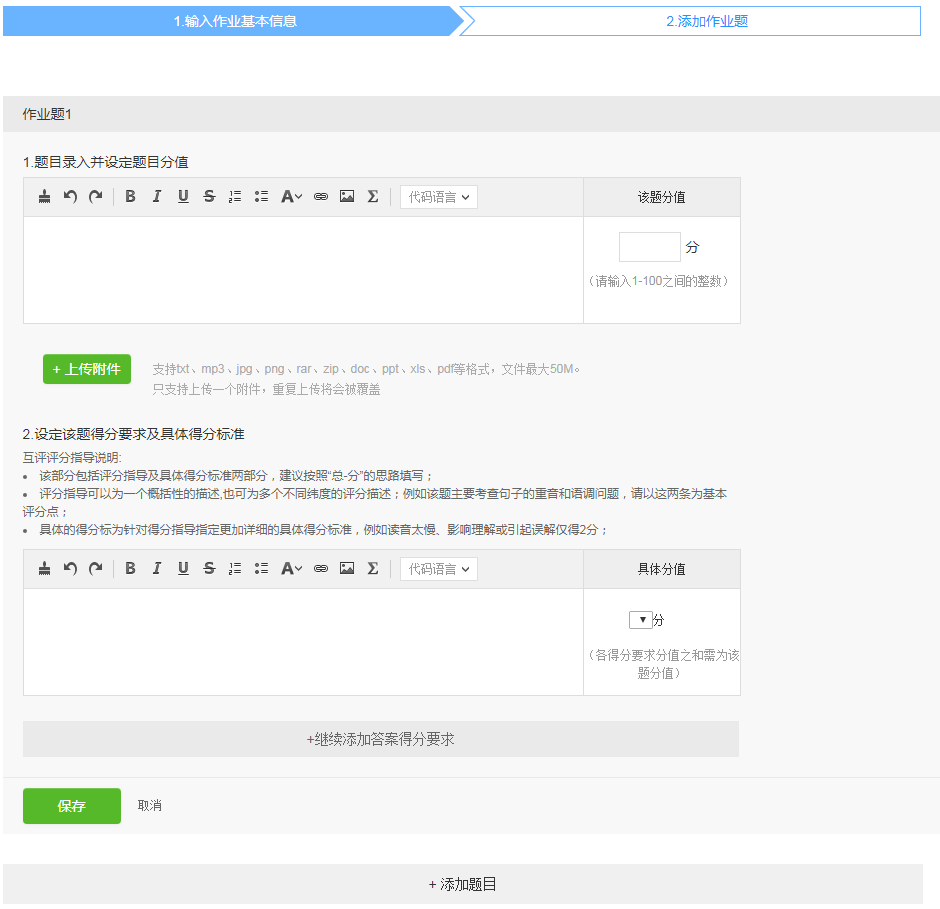 1.输入作业基本信息
2.添加作业题
作业题1
1.题目录入并设定题目分值
B I U S A Σ 代码语言 该题分值
分
（请输入1-100之间的整数）
+ 上传附件
支持txt、mp3、jpg、png、rar、zip、doc、ppt、xls、pdf等格式，文件最大50M。
只支持上传一个附件，重复上传将会被覆盖
2.设定该题得分要求及具体得分标准
互评评分指导说明:
• 该部分包括评分指导及具体得分标准两部分，建议按照“总-分”的思路填写；
• 评分指导可以为一个概括性的描述,也可为多个不同纬度的评分描述；例如该题主要考查句子的重音和语调问题，请以这两条为基本
评分点；
• 具体的得分标为针对得分指导指定更加详细的具体得分标准，例如读音太慢、影响理解或引起误解仅得2分；
B I U S A Σ 代码语言 具体分值
分
（各得分要求分值之和需为该
题分值）
+继续添加答案得分要求
保存 取消
+ 添加题目